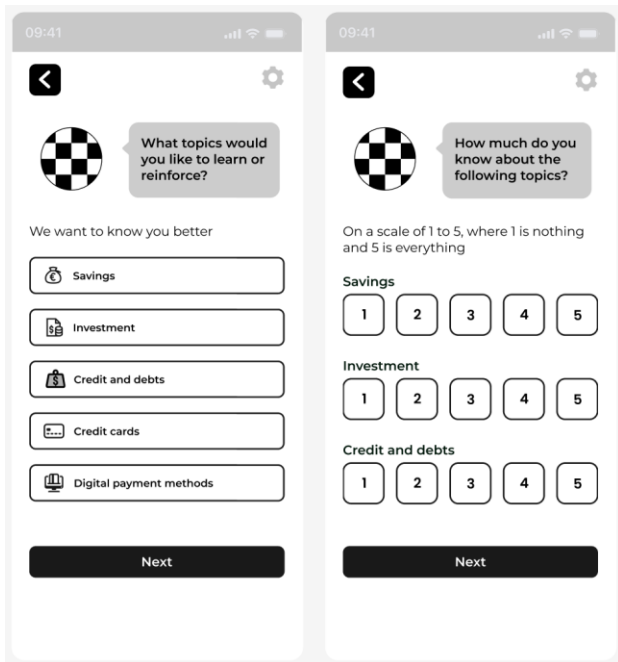 09:41
What topics would
you like to learn or
reinforce?
We want to know you better
Savings
Investment
Credit and debts
Credit cards
Digital payment methods
Next
09:41
How much do you
know about the
following topics?
On a scale of 1 to 5, where 1 is nothing
and 5 is everything
Savings
1 2 3 4 5
Investment
1 2 3 4 5
Credit and debts
1 2 3 4 5
Next